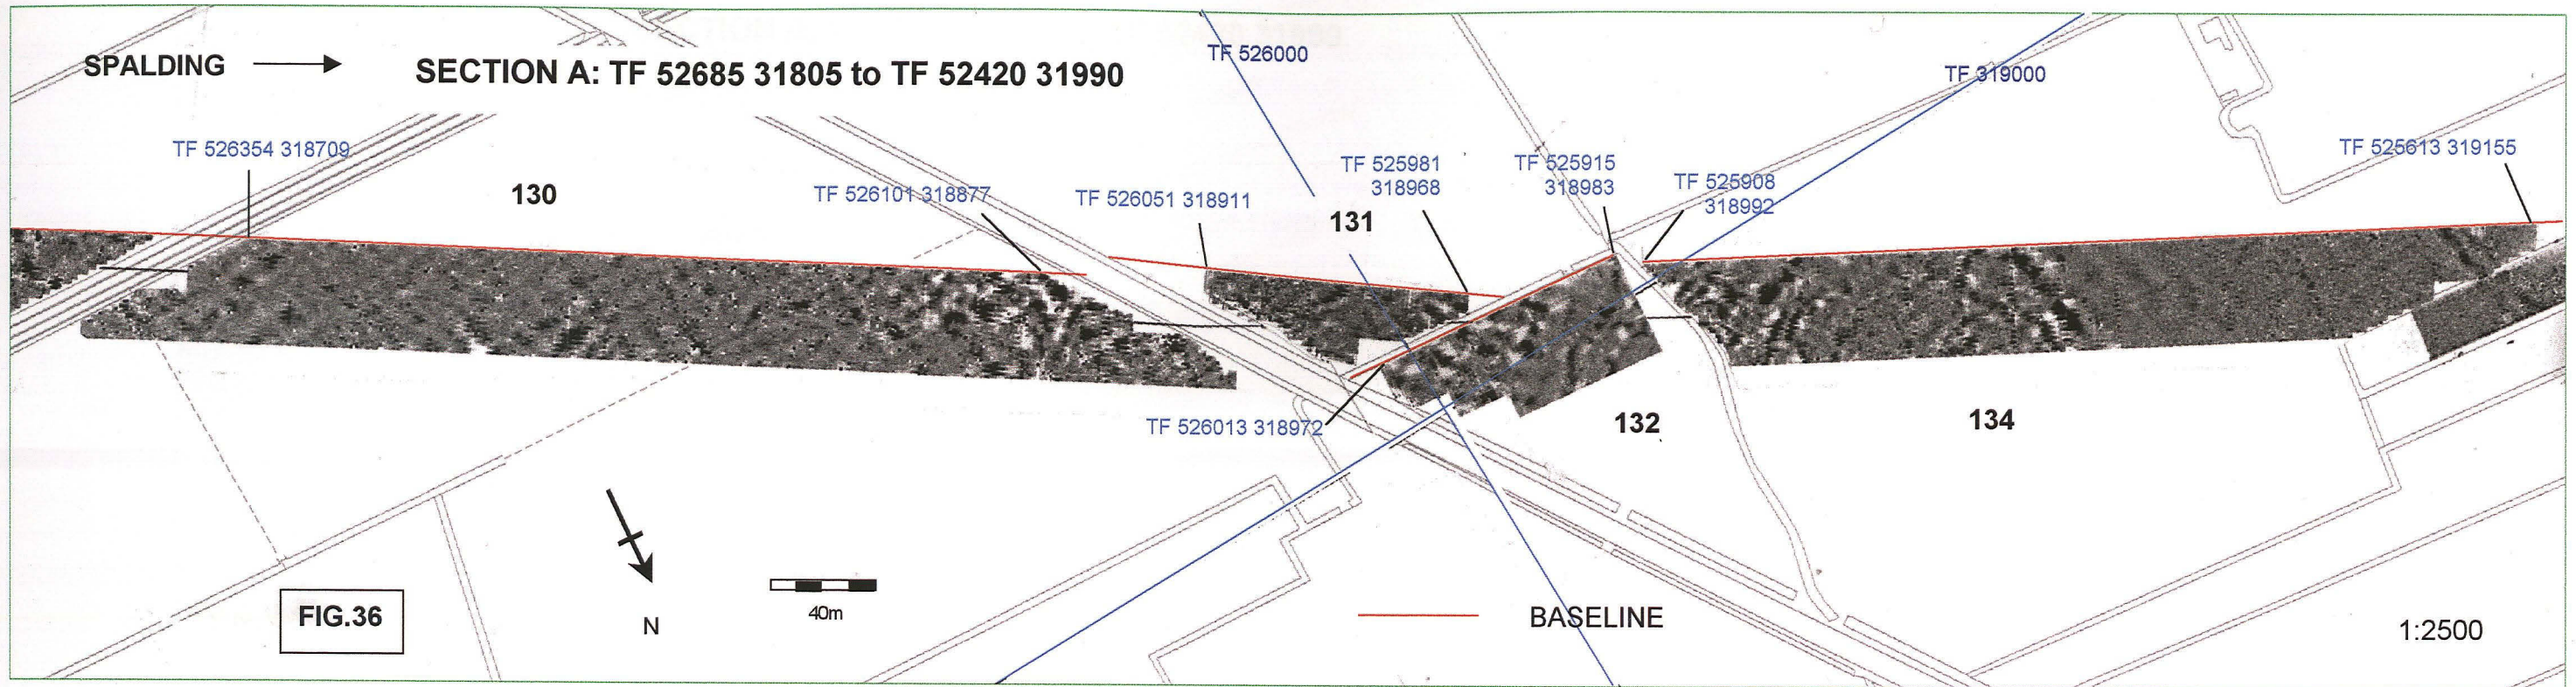 SPALDING
SECTION A: TF 52685 31805 to TF 52420 31990
TF 526000
TF 319000
TF 526354 318709
130
TF 526101 318877
TF 526051 318911
131
TF 525981
318968
TF 525915
318983
TF 525908
318992
TF 525613 319155
TF 526013 318972
132
134
FIG.36
N
40m
BASELINE
1:2500